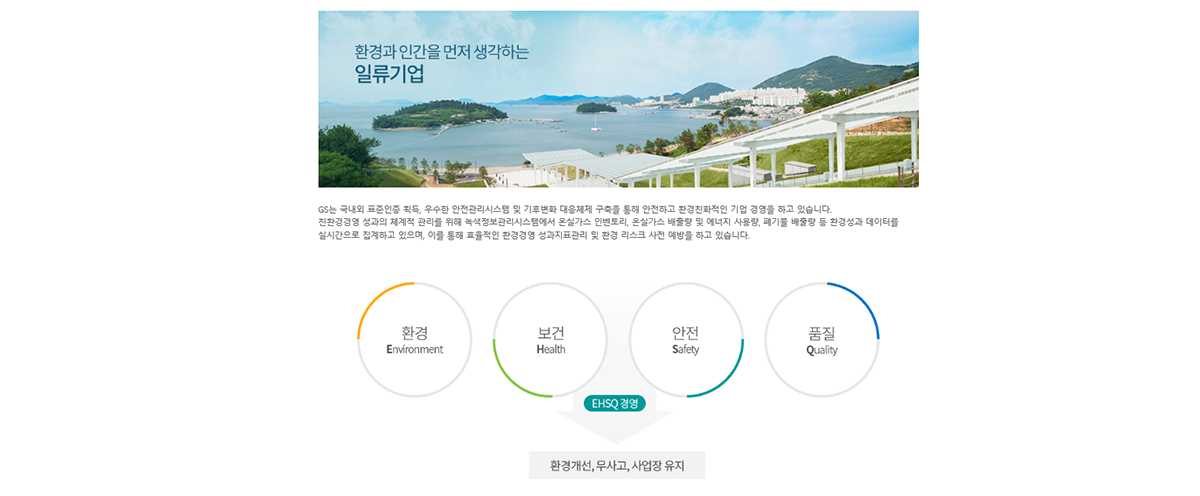 환경과 인간을 먼저 생각하는
일류기업
GS는 국내외 표준인증 획득, 우수한 안전관리시스템 및 기후변화 대응체제 구축을 통해 안전하고 환경친화적인 기업 경영을 하고 있습니다.
친환경경영 성과의 체계적 관리를 위해 녹색정보관리시스템에서 온실가스 인벤토리, 온실가스 배출량 및 에너지 사용량, 폐기물 배출량 등 환경성과 데이터를
실시간으로 집계하고 있으며, 이를 통해 효율적인 환경경영 성과지표관리 및 환경 리스크 사전 예방을 하고 있습니다.
환경
Environment
보건
Health
안전
Safety
품질
Quality
EHSQ 경영
환경개선, 무사고, 사업장 유지